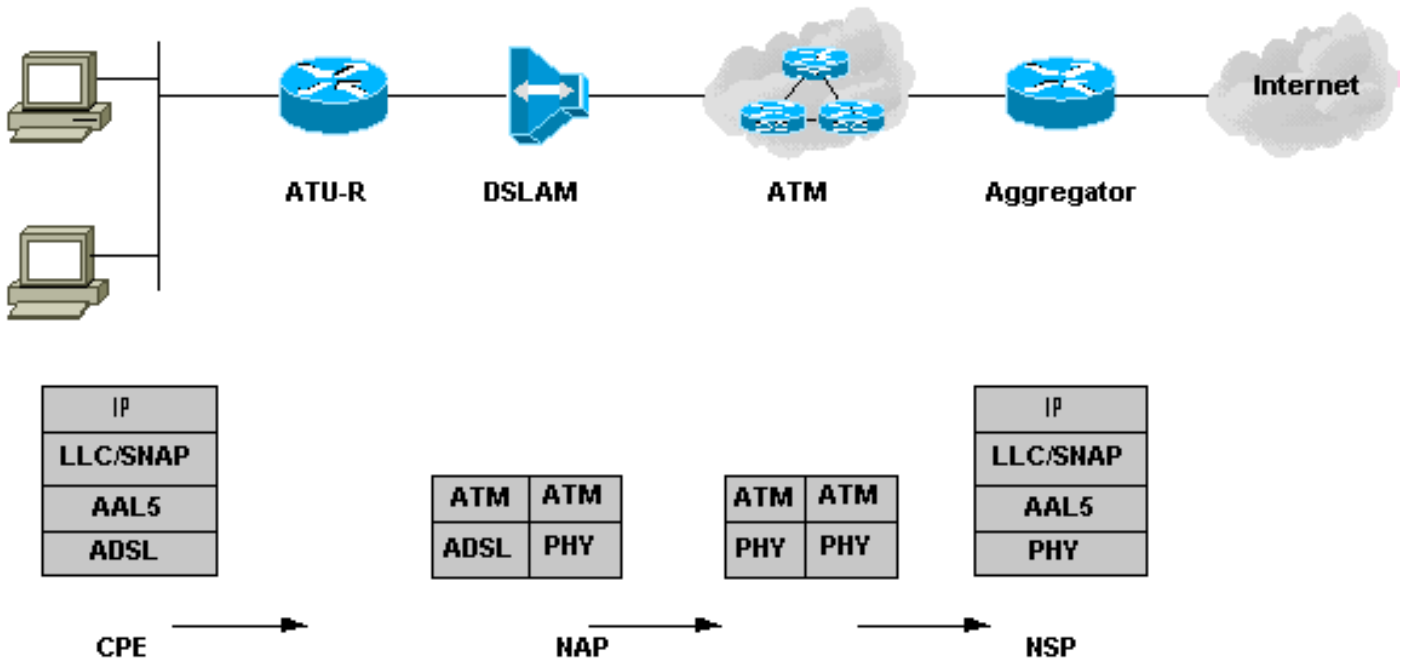 Internet
ATU-R DSLAM ATM Aggregator
IP
LLC/SNAP
AAL5
ADSL
ATM ATM
ADSL PHY
ATM ATM
PHY PHY
IP
LLC/SNAP
AAL5
PHY
CPE NAP NSP